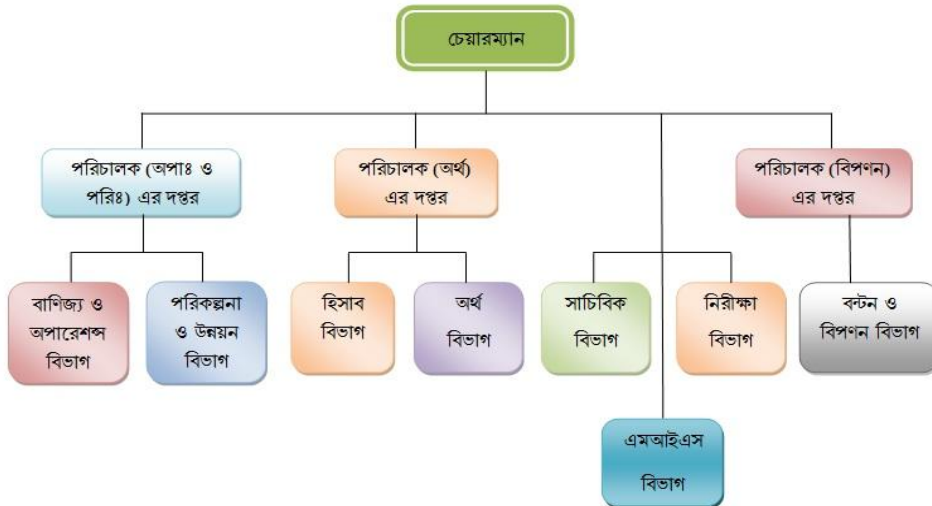 চেয়ারম্যান
পরিচালক (অপাঃ ও
পরিঃ) এর দপ্তর
পরিচালক (অর্থ)
এর দপ্তর
পরিচালক (বিপণন)
এর দপ্তর
বাণিজ্য ও
অপারেশন্স
বিভাগ
পরিকল্পনা
ও উন্নয়ন
বিভাগ
হিসাব
বিভাগ
অর্থ
বিভাগ
সাচিবিক
বিভাগ
নিরীক্ষা
বিভাগ
বন্টন ও
বিপণন বিভাগ
এমআইএস
বিভাগ